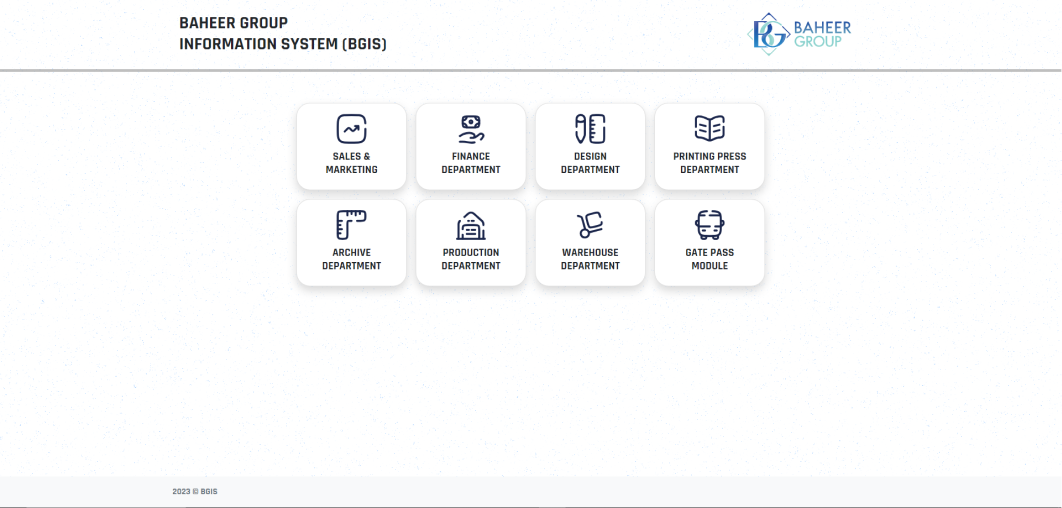 BAHEER GROUP
INFORMATION SYSTEM (BGIS)
BG
BAHEER
GROUP
SALES &
MARKETING
FINANCE
DEPARTMENT
DESIGN
DEPARTMENT
PRINTING PRESS
DEPARTMENT
ARCHIVE
DEPARTMENT
PRODUCTION
DEPARTMENT
WAREHOUSE
DEPARTMENT
GATE PASS
MODULE
2023 © BGIS